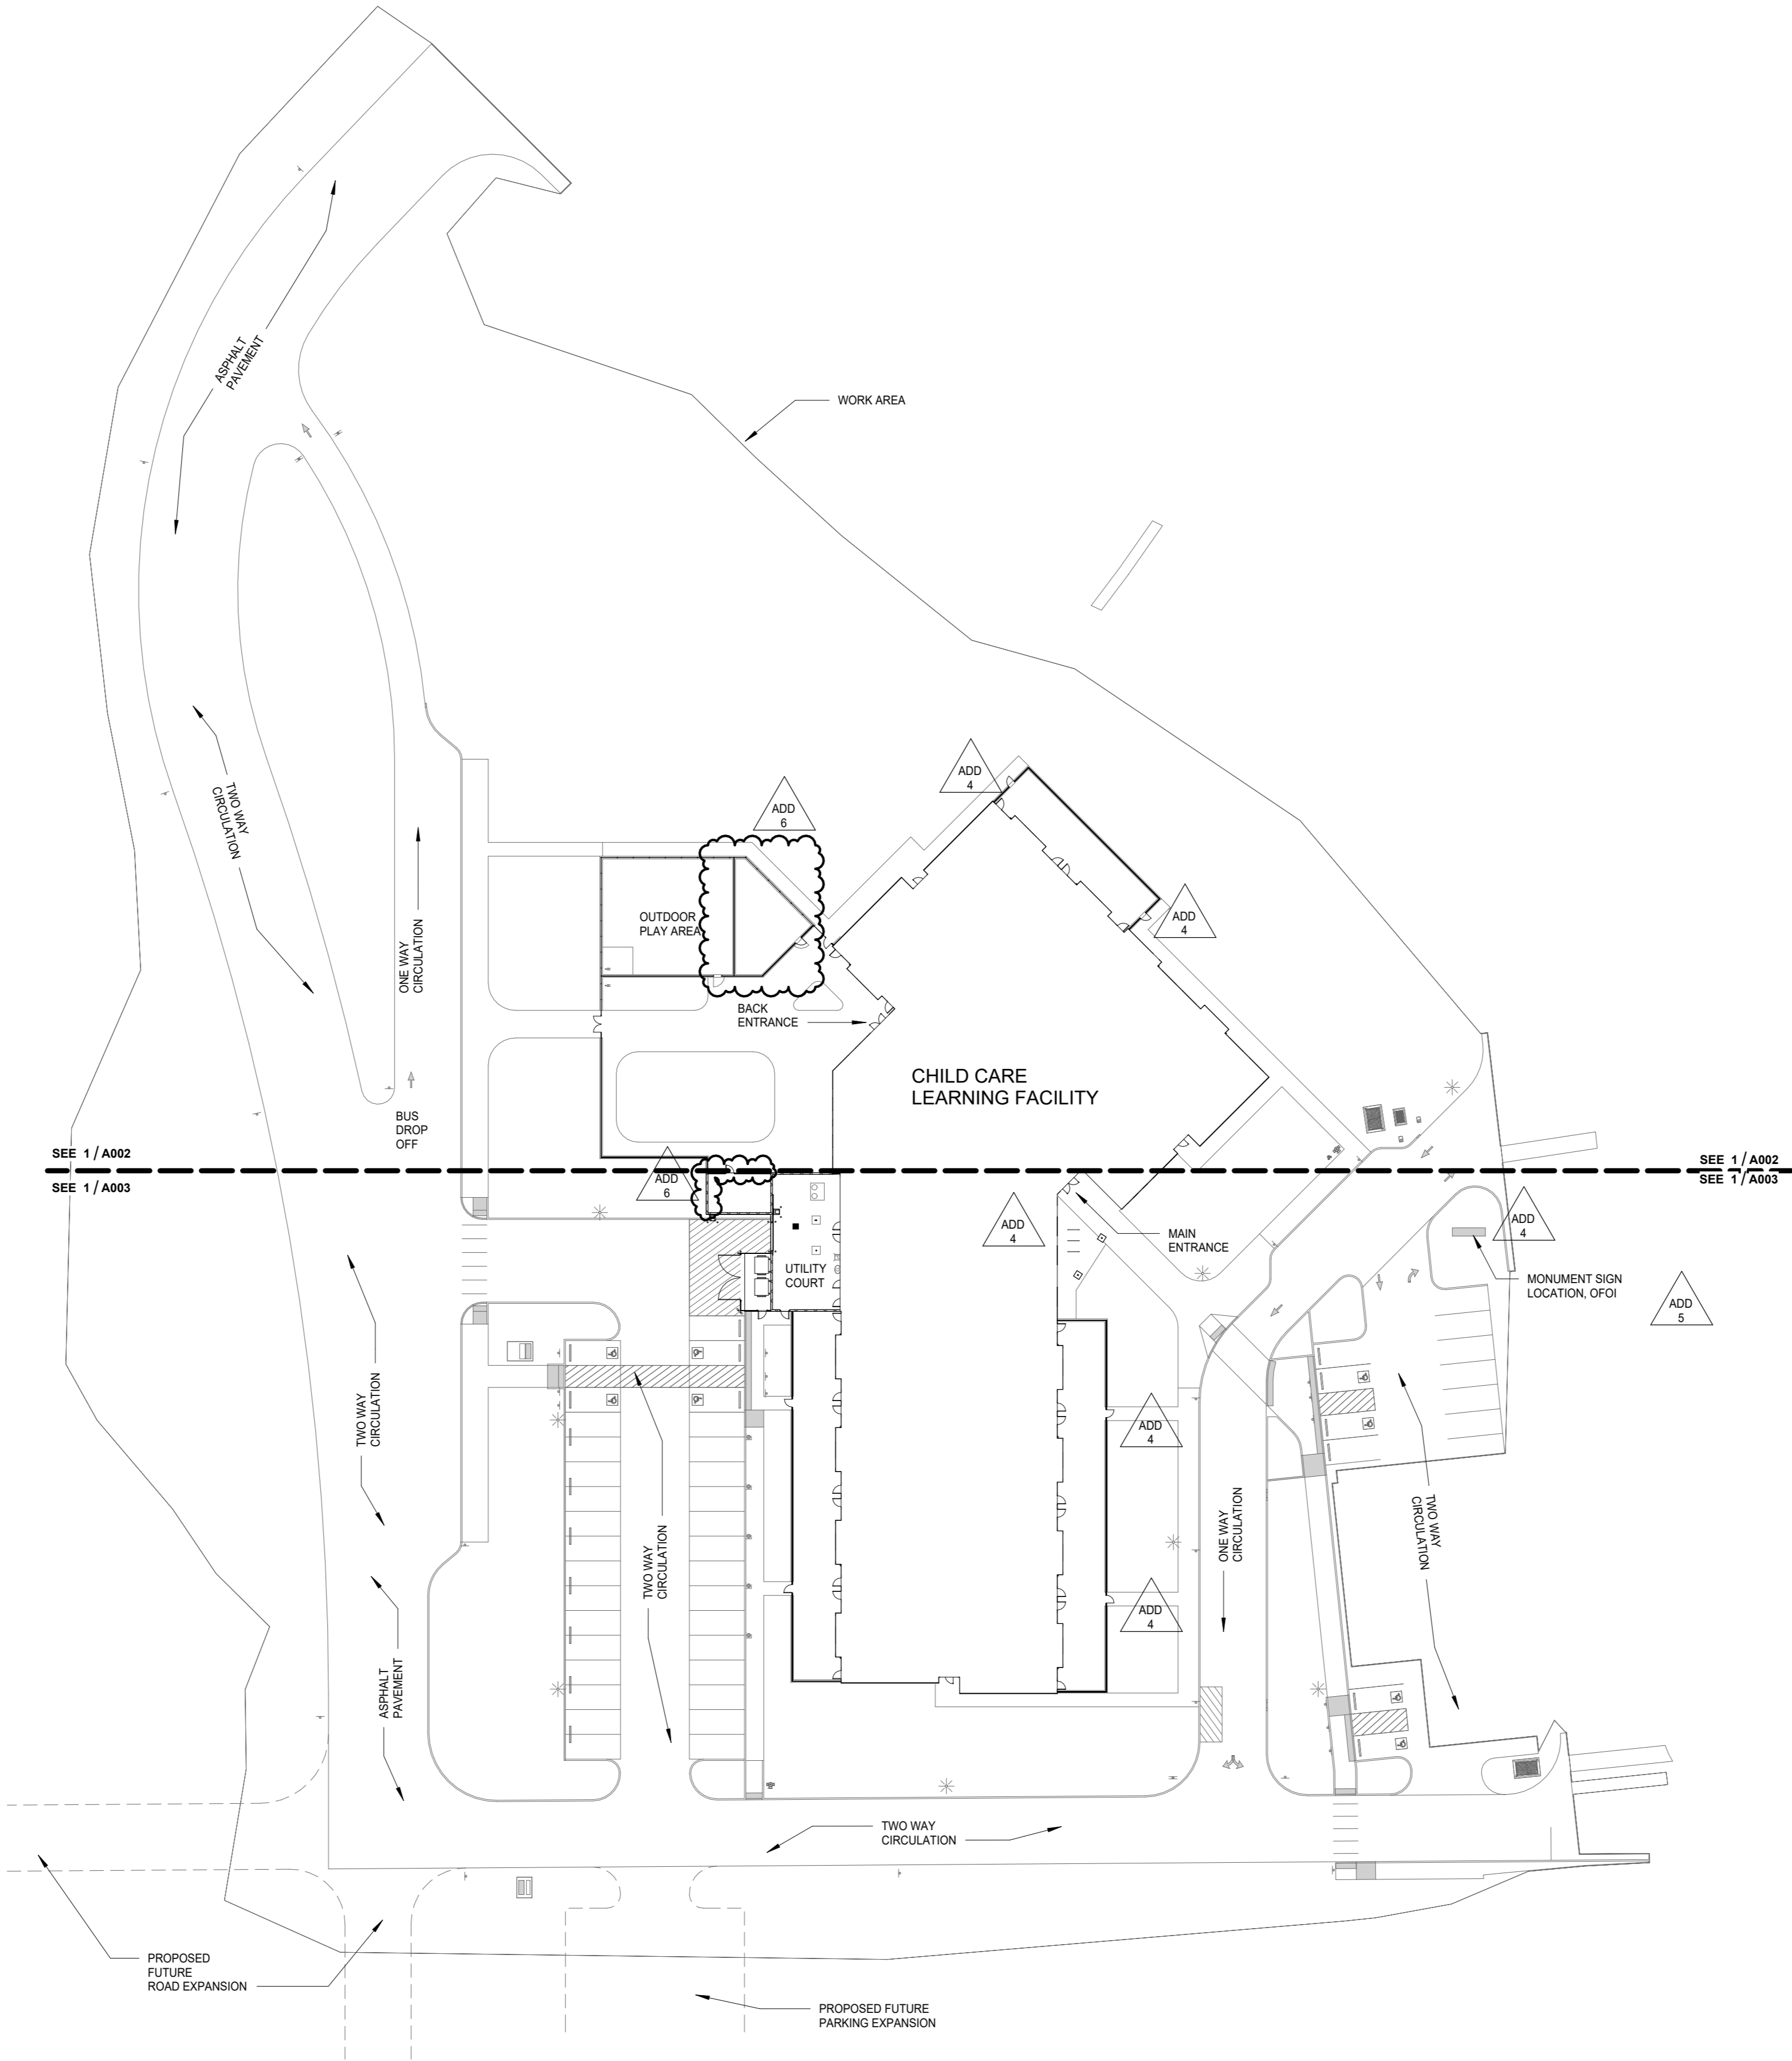 ASPHALT
PAVEMENT
WORK AREA
TWO WAY
CIRCULATION
ADD
4
ADD
6
ADD
4
OUTDOOR
PLAY AREA
ONE WAY
CIRCULATION
BACK
ENTRANCE
CHILD CARE
LEARNING FACILITY
BUS
DROP
OFF
SEE 1 / A002
SEE 1 / A003
SEE 1 / A002
SEE 1 / A003
ADD
6
ADD
4
MAIN
ENTRANCE
ADD
4
UTILITY
COURT
MONUMENT SIGN
LOCATION, OFOI
ADD
5
TWO WAY
CIRCULATION
ADD
4
TWO WAY
CIRCULATION
ONE WAY
CIRCULATION
TWO WAY
CIRCULATION
ADD
4
ASPHALT
PAVEMENT
TWO WAY
CIRCULATION
PROPOSED
FUTURE
ROAD EXPANSION
PROPOSED FUTURE
PARKING EXPANSION